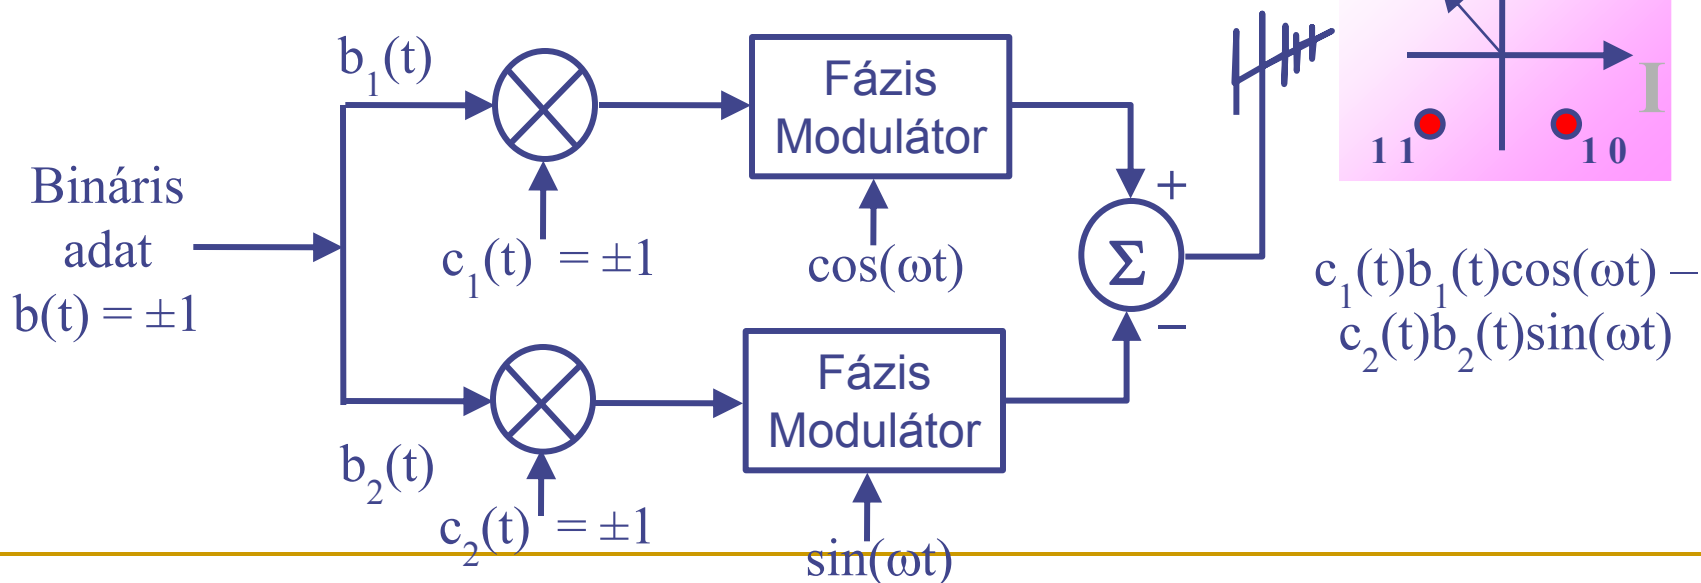 Bináris
adat
b(t) = ±1
b₁(t)
c₁(t) = ±1
Fázis
Modulátor
cos(ωt)
b₂(t)
c₂(t) = ±1
Fázis
Modulátor
sin(ωt)
+
Σ
−
I
1 1
1 0
c₁(t)b₁(t)cos(ωt) –
c₂(t)b₂(t)sin(ωt)